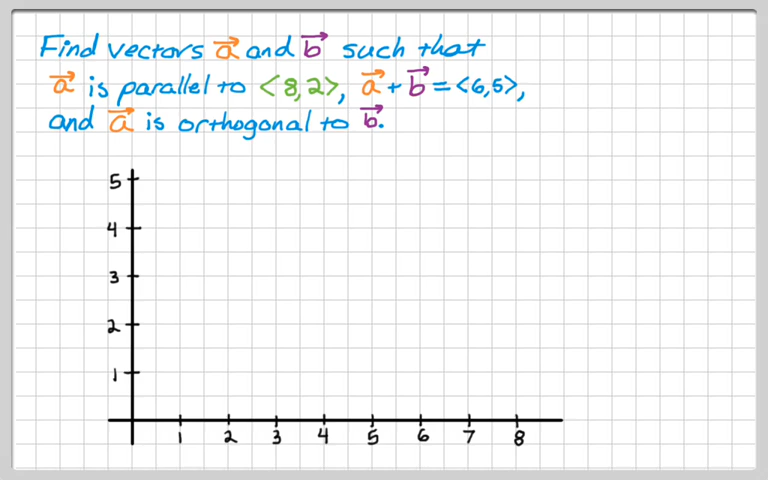 Find vectors a⃗ and b⃗ such that
a⃗ is parallel to <8,2>, a⃗ + b⃗ = <6,5>,
and a⃗ is orthogonal to b⃗.
5
4
3
2
1
1 2 3 4 5 6 7 8